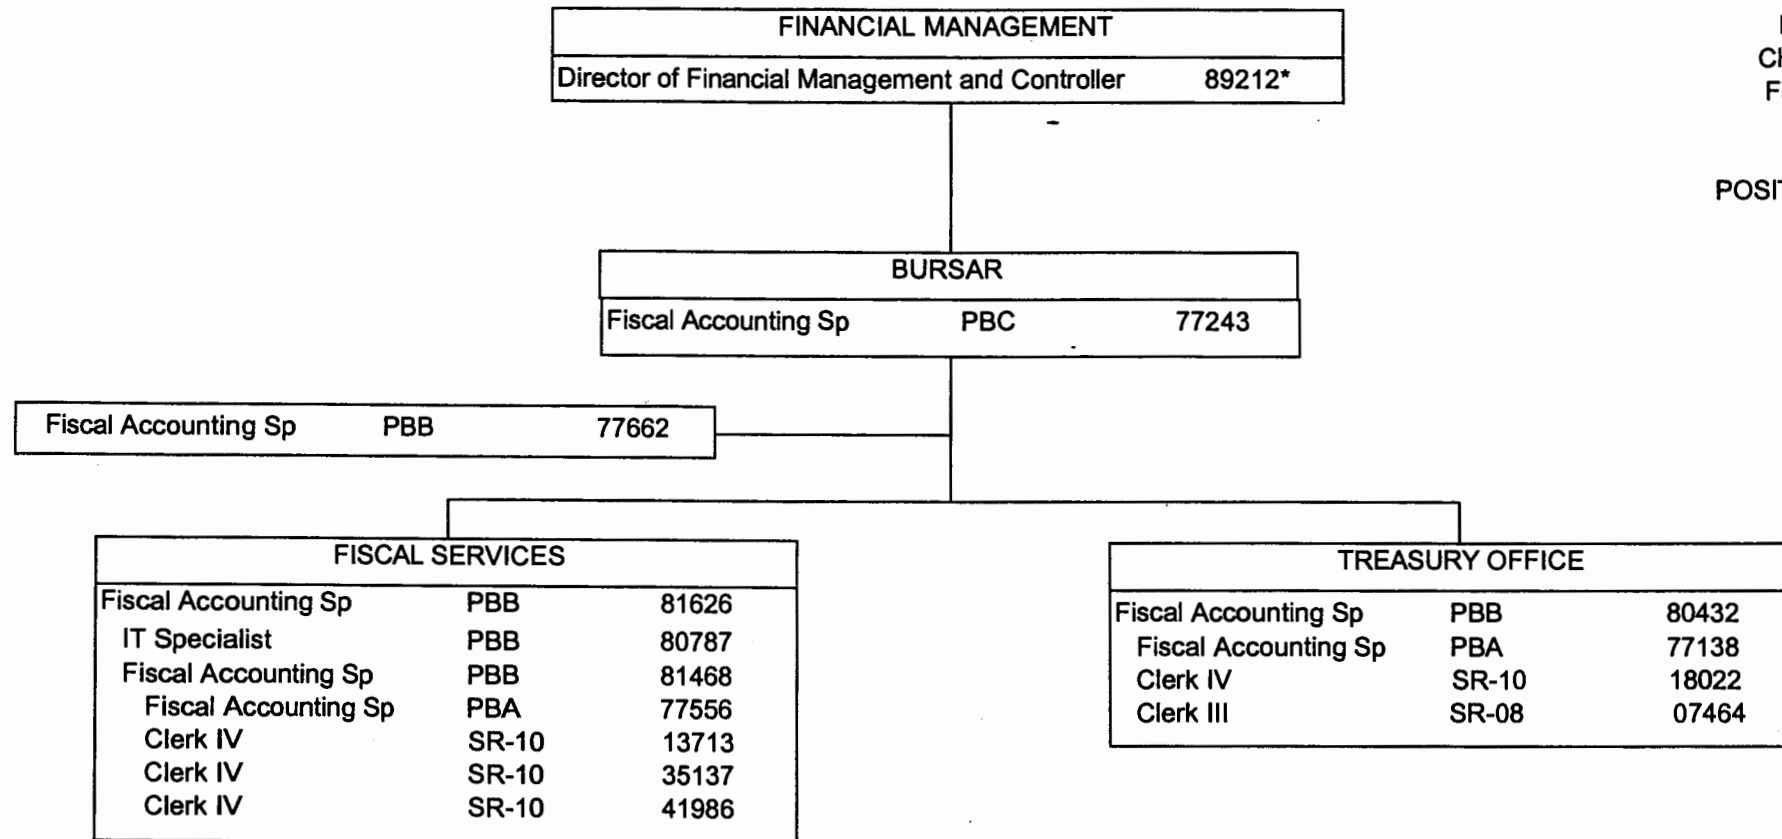 FINANCIAL MANAGEMENT
Director of Financial Management and Controller 89212*
POSIT
BURSAR
Fiscal Accounting Sp PBC 77243
Fiscal Accounting Sp PBB 77662
FISCAL SERVICES
Fiscal Accounting Sp PBB 81626
IT Specialist PBB 80787
Fiscal Accounting Sp PBB 81468
Fiscal Accounting Sp PBA 77556
Clerk IV SR-10 13713
Clerk IV SR-10 35137
Clerk IV SR-10 41986
TREASURY OFFICE
Fiscal Accounting Sp PBB 80432
Fiscal Accounting Sp PBA 77138
Clerk IV SR-10 18022
Clerk III SR-08 07464